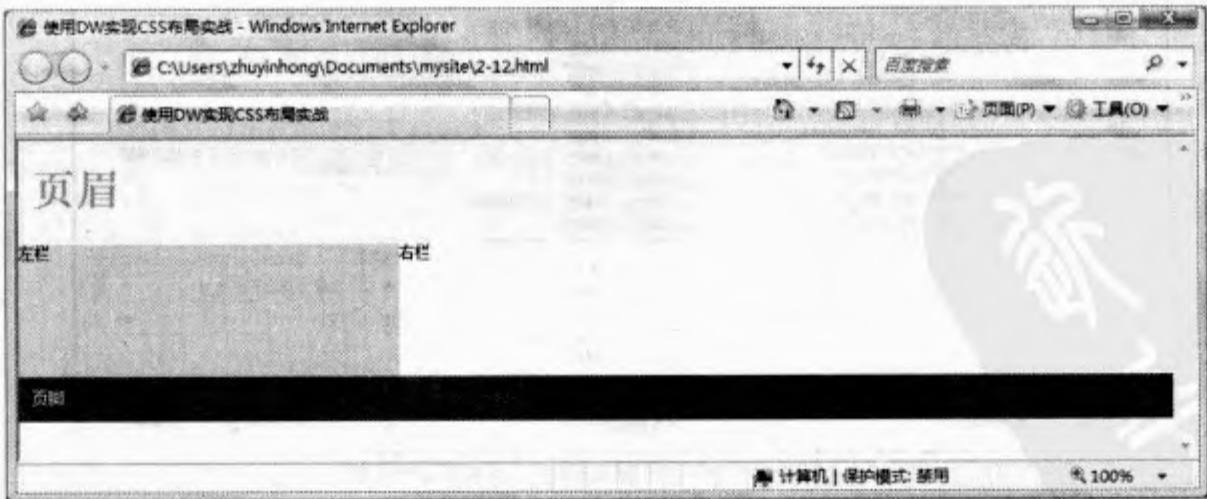 使用DW实现CSS布局实战 - Windows Internet Explorer
C:\Users\zhuyinhong\Documents\mysite\2-12.html
百度搜索
使用DW实现CSS布局实战
页面(P)
工具(O)
页眉
左栏
右栏
页脚
计算机 | 保护模式: 禁用
100%